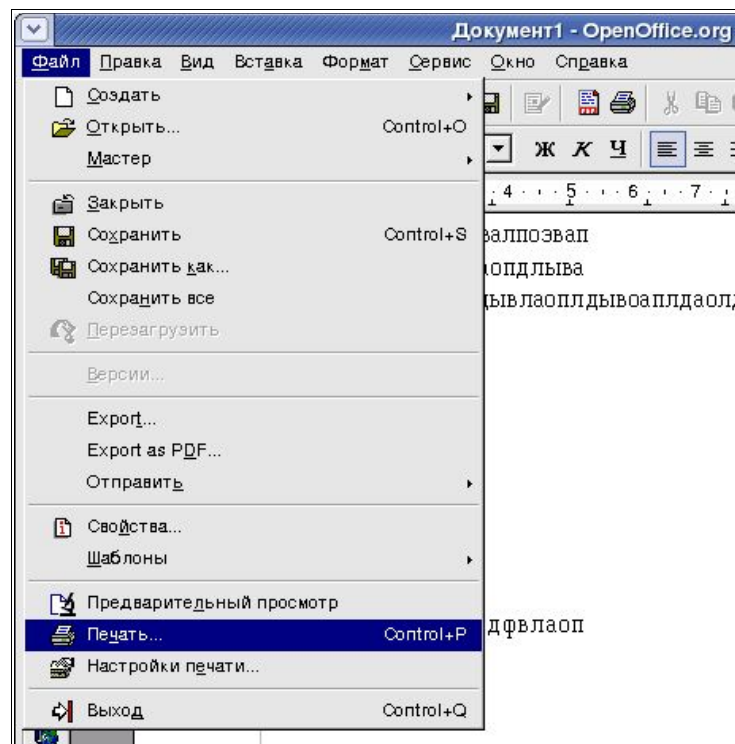 Документ1 - OpenOffice.org
Файл Правка Вид Вставка Формат Сервис Окно Справка
Создать
Открыть... Control+O
Мастер
Ж К Ч
4 5 6 7
Закрыть
Сохранить Control+S
валпоэвап
Сохранить как...
аопдлыва
Сохранить все
Перезагрузить
Версии...
Export...
Export as PDF...
Отправить
Свойства...
Шаблоны
Предварительный просмотр
Печать... Control+P
дфвлаоп
Настройки печати...
Выход Control+Q